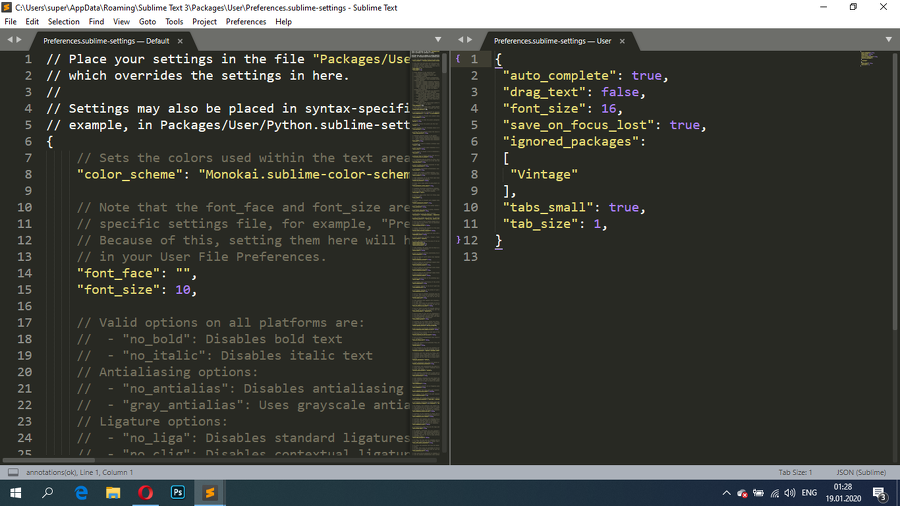 C:\Users\super\AppData\Roaming\Sublime Text 3\Packages\User\Preferences.sublime-settings - Sublime Text
File Edit Selection Find View Goto Tools Project Preferences Help
Preferences.sublime-settings — Default
1 // Place your settings in the file "Packages/Use
2 // which overrides the settings in here.
3 //
4 // Settings may also be placed in syntax-specifi
5 // example, in Packages/User/Python.sublime-sett
6 {
7 // Sets the colors used within the text area
8 "color_scheme": "Monokai.sublime-color-schem
9
10 // Note that the font_face and font_size are
11 // specific settings file, for example, "Pre
12 // Because of this, setting them here will h
13 // in your User File Preferences.
14 "font_face": "",
15 "font_size": 10,
16
17 // Valid options on all platforms are:
18 // - "no_bold": Disables bold text
19 // - "no_italic": Disables italic text
20 // Antialiasing options:
21 // - "no_antialias": Disables antialiasing
22 // - "gray_antialias": Uses grayscale antia
23 // Ligature options:
24 // - "no_liga": Disables standard ligatures
25 // - "no_clig": Disables contextual ligatur
Preferences.sublime-settings — User
{ 1 {
2 "auto_complete": true,
3 "drag_text": false,
4 "font_size": 16,
5 "save_on_focus_lost": true,
6 "ignored_packages":
7 [
8 "Vintage"
9 ],
10 "tabs_small": true,
11 "tab_size": 1,
} 12 }
13
annotations(ok), Line 1, Column 1
Tab Size: 1 JSON (Sublime)
Ps
ENG
01:28
19.01.2020
3